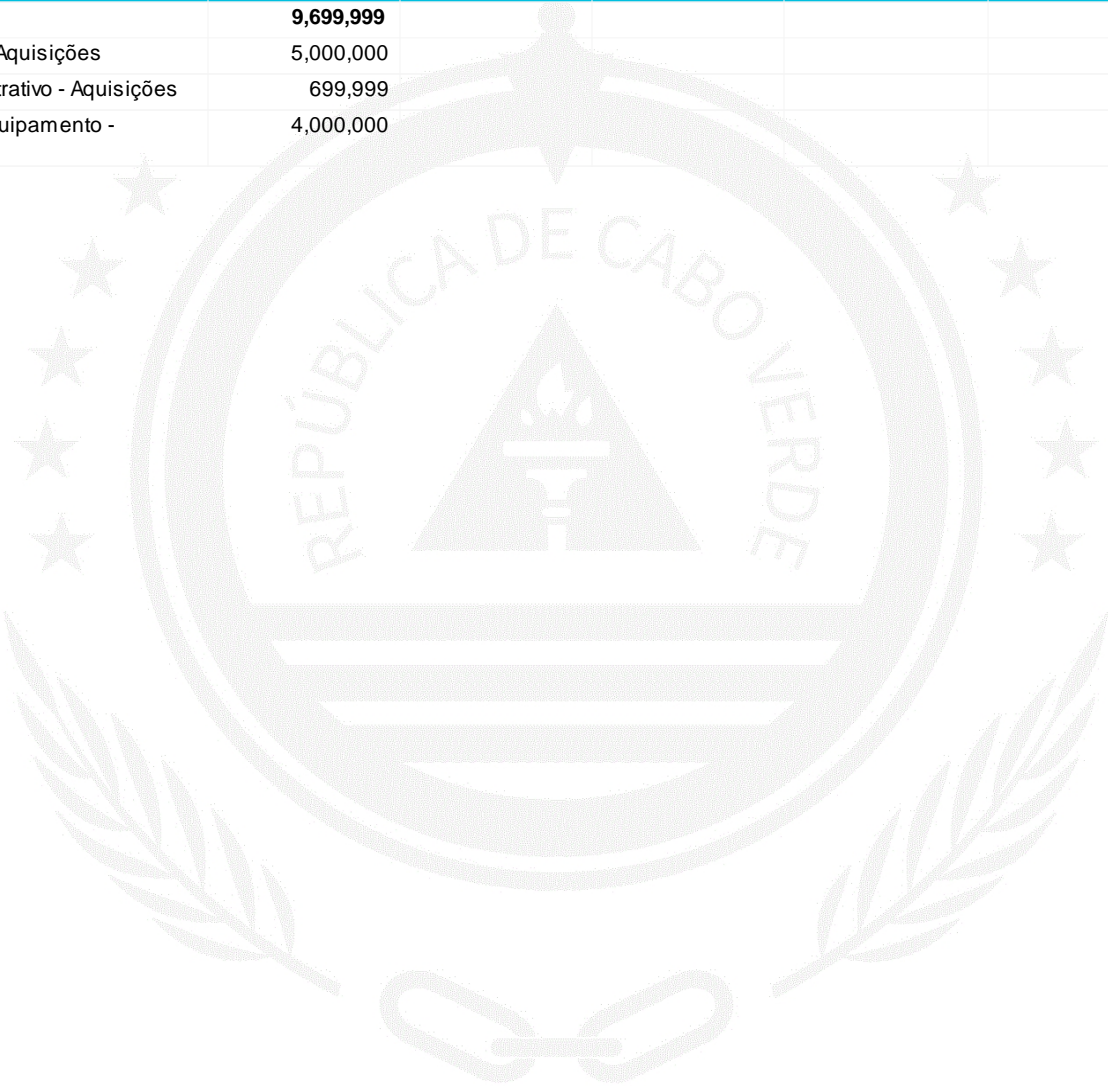 9,699,999
Aquisições 5,000,000
trativo - Aquisições 699,999
uipamento - 4,000,000
REPÚBLICA DE CABO VERDE